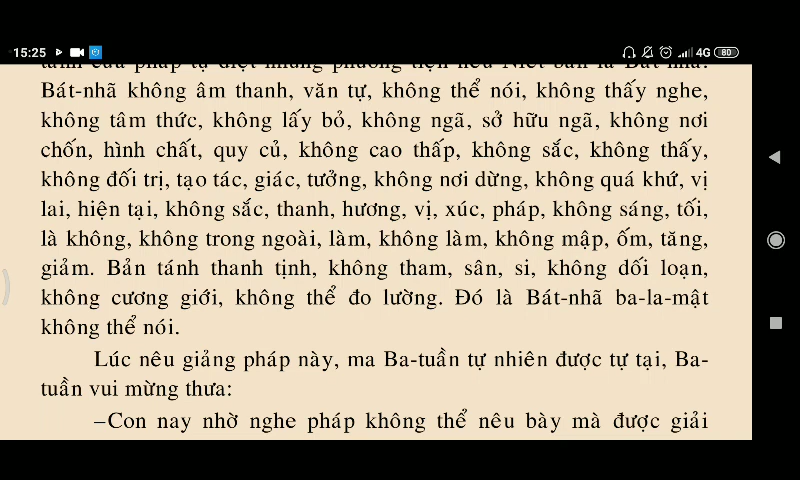 15:25
4G 80
Bát-nhã không âm thanh, văn tự, không thể nói, không thấy nghe,
không tâm thức, không lấy bỏ, không ngã, sở hữu ngã, không nơi
chốn, hình chất, quy củ, không cao thấp, không sắc, không thấy,
không đối trị, tạo tác, giác, tưởng, không nơi dừng, không quá khứ, vị
lai, hiện tại, không sắc, thanh, hương, vị, xúc, pháp, không sáng, tối,
là không, không trong ngoài, làm, không làm, không mập, ốm, tăng,
giảm. Bản tánh thanh tịnh, không tham, sân, si, không dối loạn,
không cương giới, không thể đo lường. Đó là Bát-nhã ba-la-mật
không thể nói.
Lúc nêu giảng pháp này, ma Ba-tuần tự nhiên được tự tại, Ba-
tuần vui mừng thưa:
–Con nay nhờ nghe pháp không thể nêu bày mà được giải